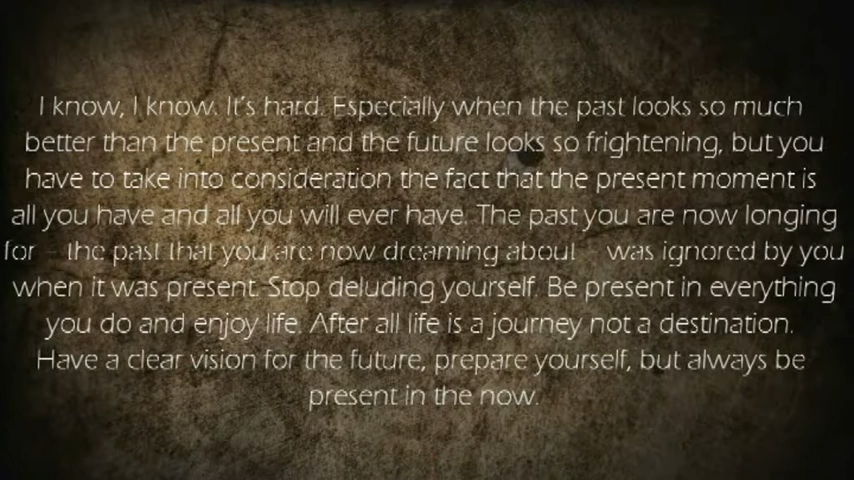 I know, I know. It's hard. Especially when the past looks so much
better than the present and the future looks so frightening, but you
have to take into consideration the fact that the present moment is
all you have and all you will ever have. The past you are now longing
for – the past that you are now dreaming about – was ignored by you
when it was present. Stop deluding yourself. Be present in everything
you do and enjoy life. After all life is a journey not a destination.
Have a clear vision for the future, prepare yourself, but always be
present in the now.